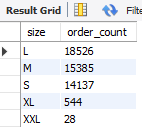 Result Grid Filte
size order_count
L 18526
M 15385
S 14137
XL 544
XXL 28